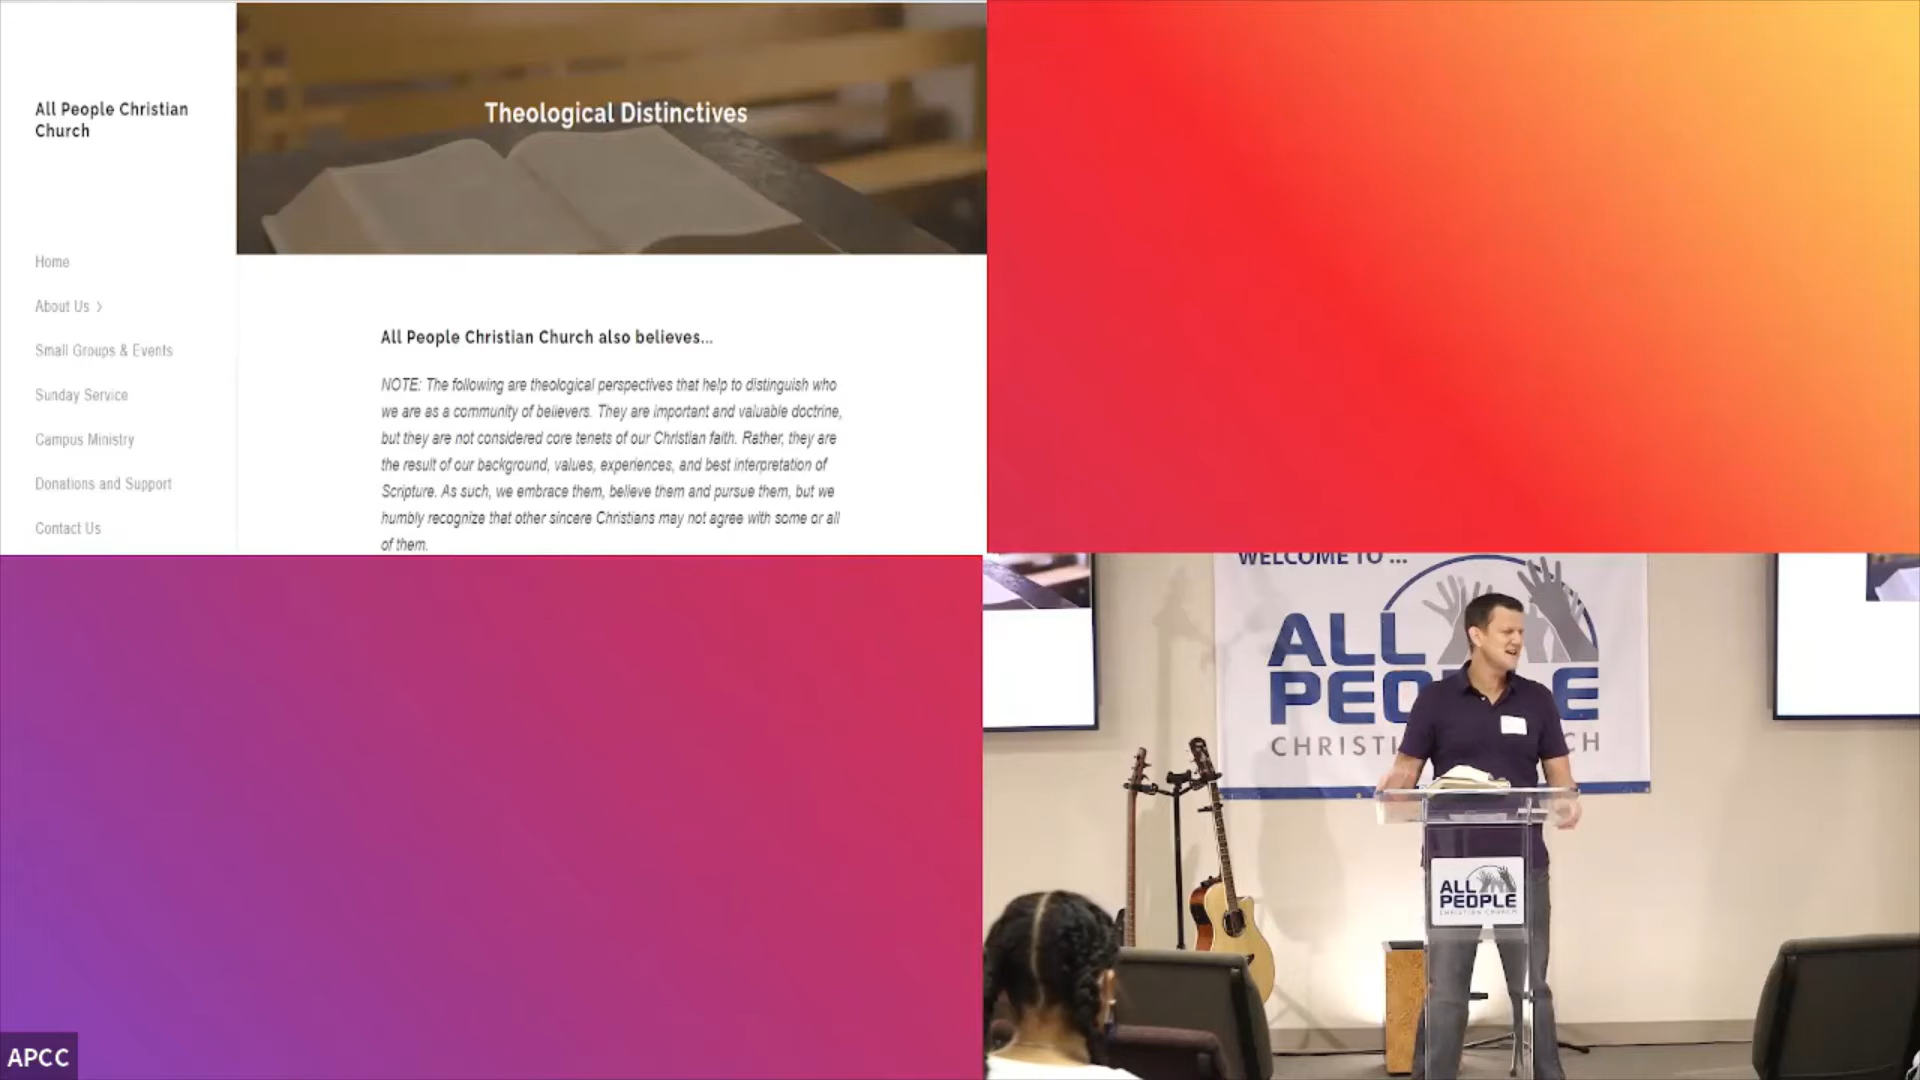 All People Christian
Church
Home
About Us >
Small Groups & Events
Sunday Service
Campus Ministry
Donations and Support
Contact Us
Theological Distinctives
All People Christian Church also believes...
NOTE: The following are theological perspectives that help to distinguish who
we are as a community of believers. They are important and valuable doctrine,
but they are not considered core tenets of our Christian faith. Rather, they are
the result of our background, values, experiences, and best interpretation of
Scripture. As such, we embrace them, believe them and pursue them, but we
humbly recognize that other sincere Christians may not agree with some or all
of them.
WELCOME TO ...
ALL
PEO E
CHRISTI CH
ALL
PEOPLE
CHRISTIAN CHURCH
APCC